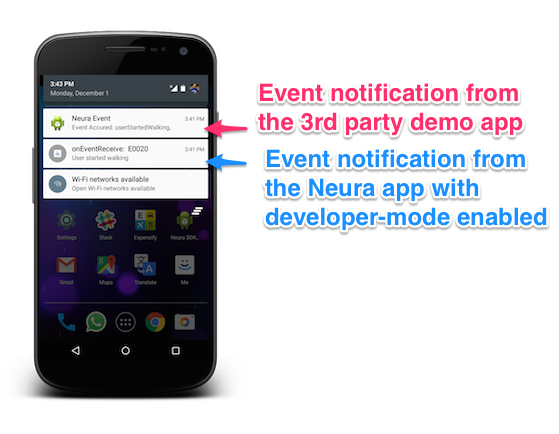 3:43 PM
Monday, December 1
Neura Event
3:41 PM
Event Accured: userStartedWalking,
onEventReceive: E0020
3:41 PM
User started walking
Wi-Fi networks available
Open Wi-Fi networks available
Settings
Slack
Expensify
Neura SDK...
Gmail
Maps
Translate
Me
Event notification from
the 3rd party demo app
Event notification from
the Neura app with
developer-mode enabled